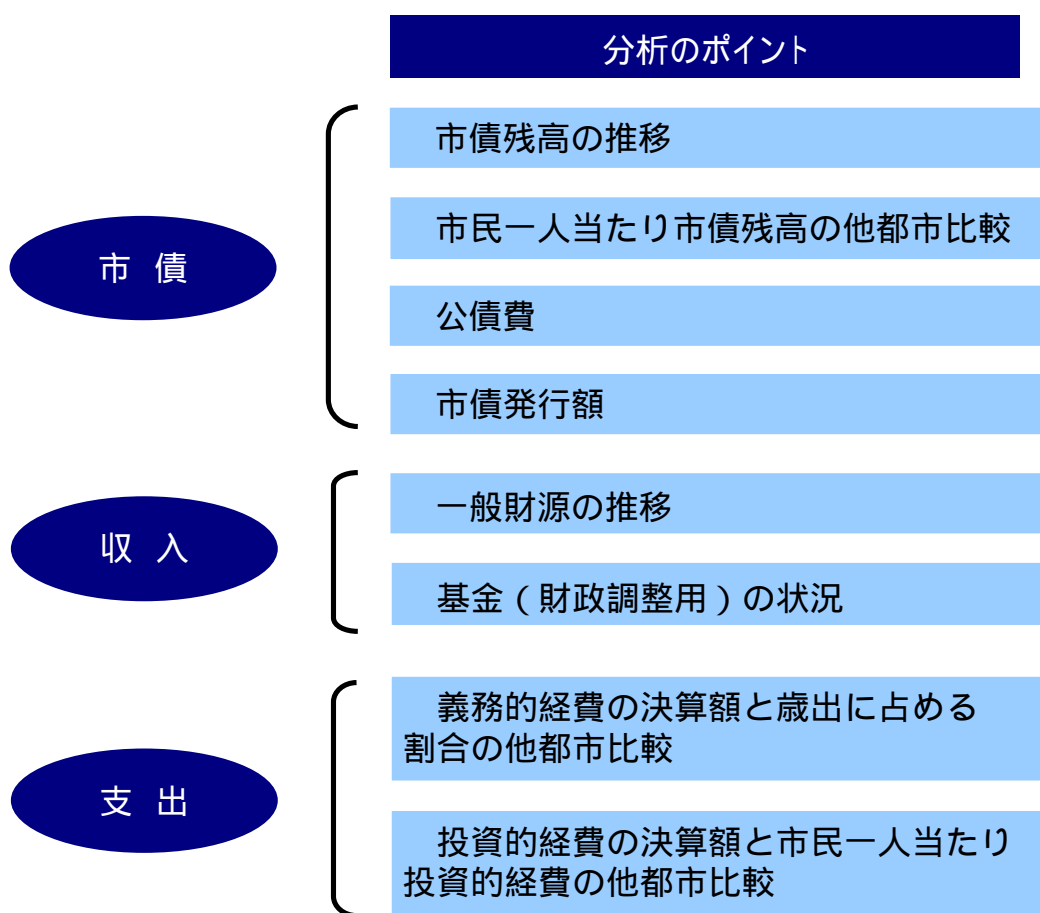 分析のポイント
市債
市債残高の推移
市民一人当たり市債残高の他都市比較
公債費
市債発行額
収入
一般財源の推移
基金(財政調整用)の状況
支出
義務的経費の決算額と歳出に占める
割合の他都市比較
投資的経費の決算額と市民一人当たり
投資的経費の他都市比較